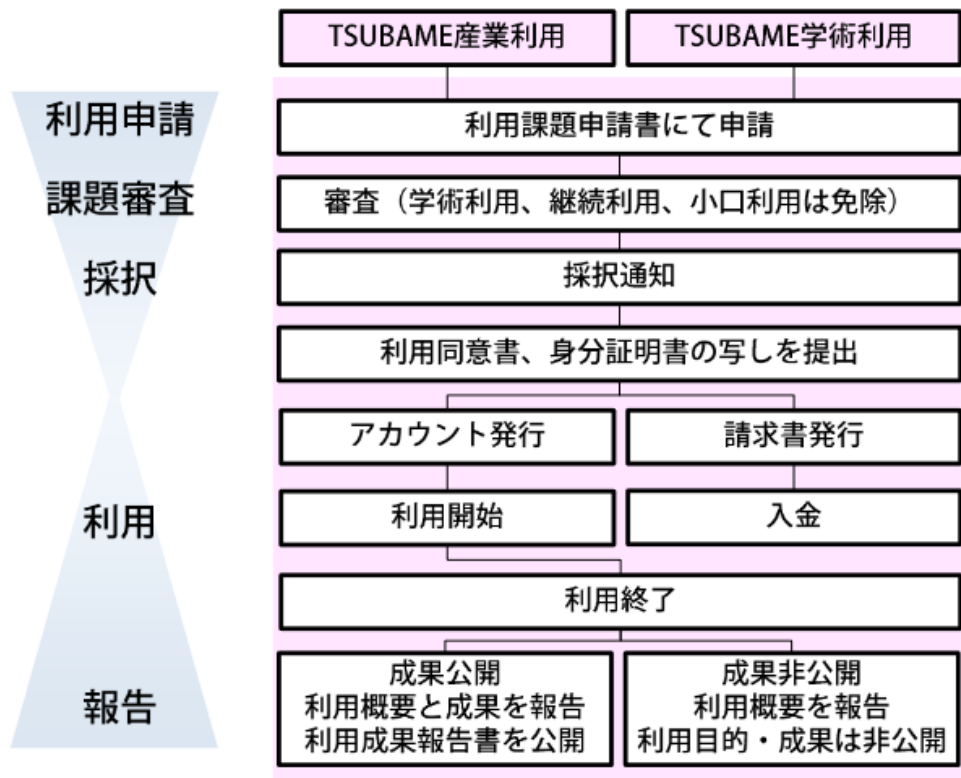 TSUBAME産業利用
TSUBAME学術利用
利用申請
利用課題申請書にて申請
課題審査
審査（学術利用、継続利用、小口利用は免除）
採択
採択通知
利用同意書、身分証明書の写しを提出
アカウント発行
請求書発行
利用
利用開始
入金
利用終了
報告
成果公開
利用概要と成果を報告
利用成果報告書を公開
成果非公開
利用概要を報告
利用目的・成果は非公開